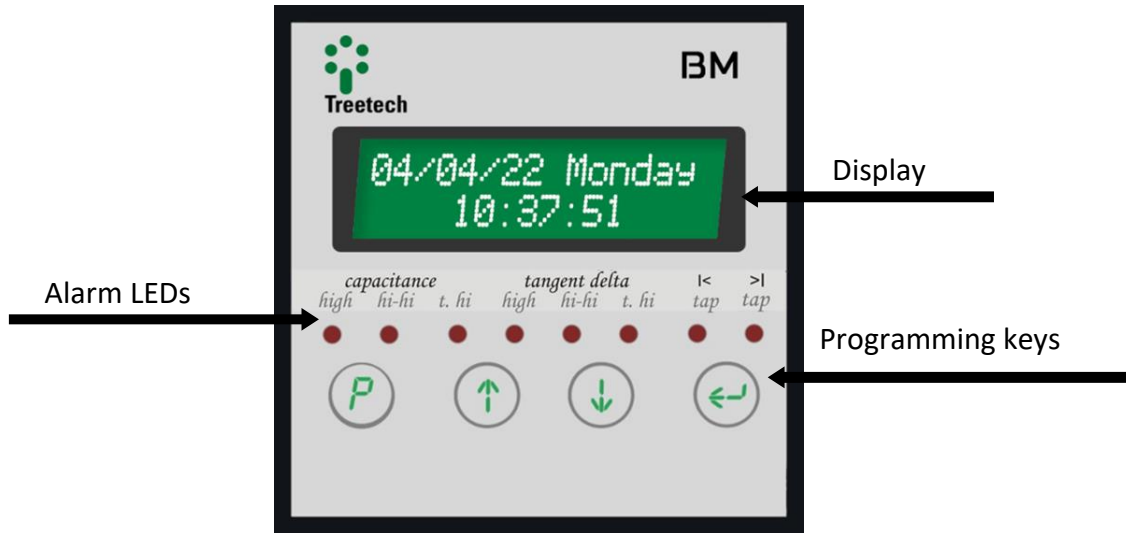 Treetech
BM
04/04/22 Monday
10:37:51
Display
Alarm LEDs
capacitance tangent delta I< >I
high hi-hi t. hi high hi-hi t. hi tap tap
Programming keys
P